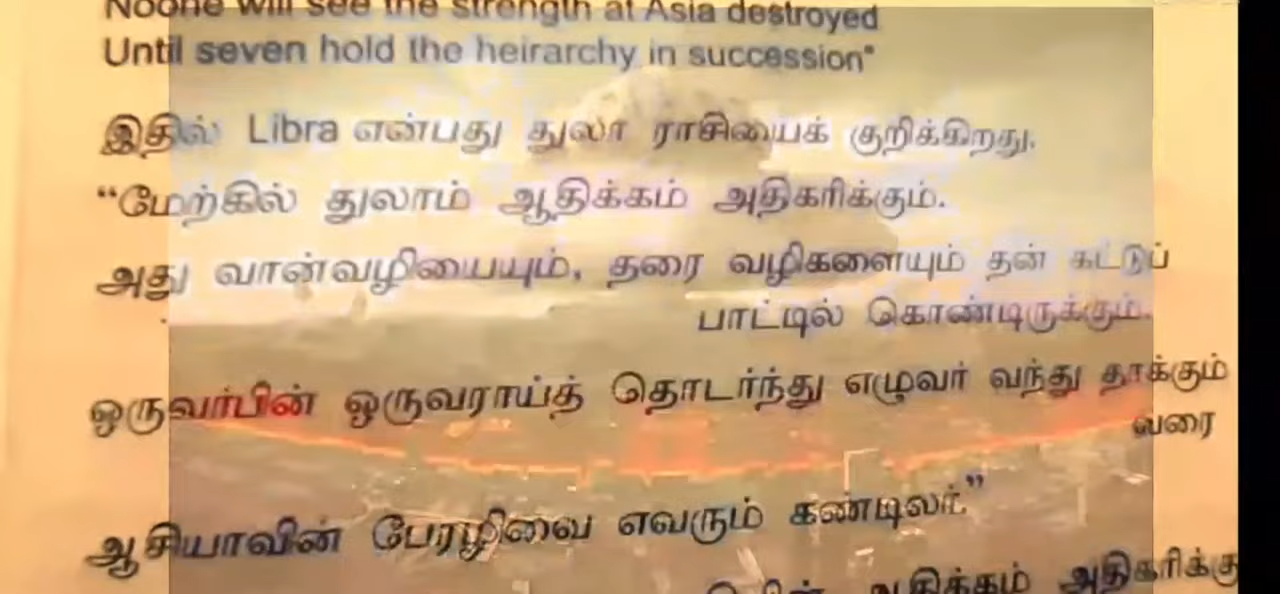 Noone will see the strength at Asia destroyed
Until seven hold the heirarchy in succession"
இதில் Libra என்பது துலா ராசியைக் குறிக்கிறது.
“மேற்கில் துலாம் ஆதிக்கம் அதிகரிக்கும்.
அது வான்வழியையும், தரை வழிகளையும் தன் கட்டுப்
பாட்டில் கொண்டிருக்கும்.
ஒருவர்பின் ஒருவராய்த் தொடர்ந்து எழுவர் வந்து தாக்கும்
வரை
ஆசியாவின் பேரழிவை எவரும் கண்டிலர்.”
ஆதிக்கம் அதிகரிக்கு